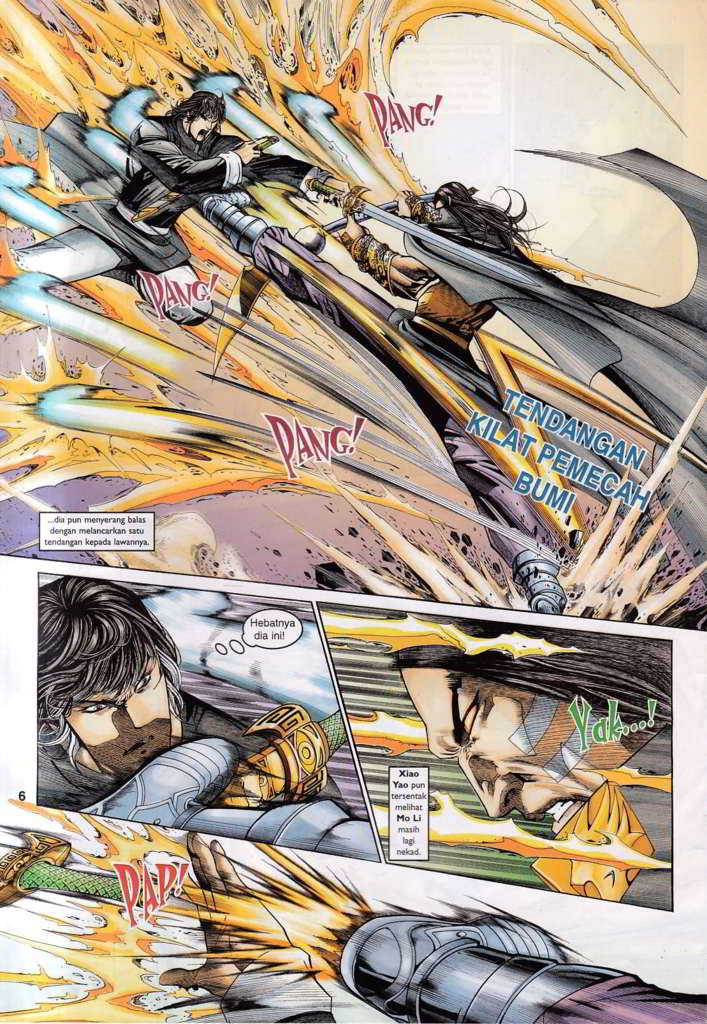 PANG!
PANG!
PANG!
TENDANGAN
KILAT PEMECAH
BUMI
...dia pun menyerang balas
dengan melancarkan satu
tendangan kepada lawannya.
Hebatnya
dia ini!
Yak...!
Xiao
Yao pun
tersentak
melihat
Mo Li
masih
lagi
nekad.
6
PAP!